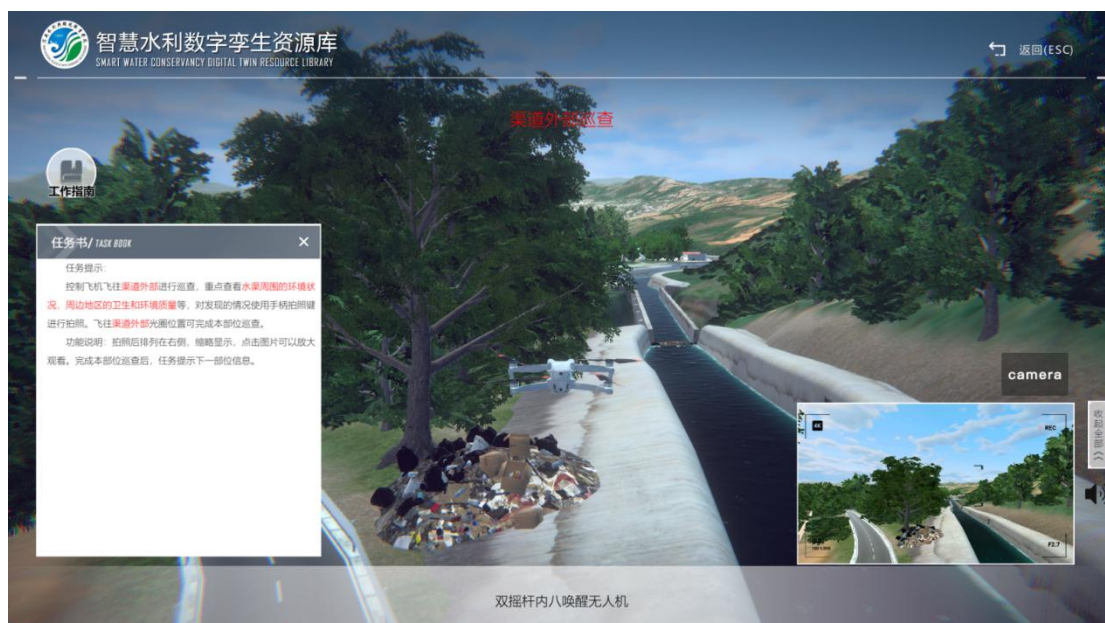 智慧水利数字孪生资源库
SMART WATER CONSERVANCY DIGITAL TWIN RESOURCE LIBRARY
返回(ESC)
渠道外部巡查
工作指南
任务书/ TASK BOOK
任务提示:
控制飞机飞往渠道外部进行巡查，重点查看水渠周围的环境状
况、周边地区的卫生和环境质量等，对发现的情况使用手柄拍照键
进行拍照。飞往渠道外部光圈位置可完成本部位巡查。
功能说明：拍照后排列在右侧，缩略显示，点击图片可以放大
观看。完成本部位巡查后，任务提示下一部位信息。
camera
收起全部
4K
REC
F2.7
双摇杆内八唤醒无人机